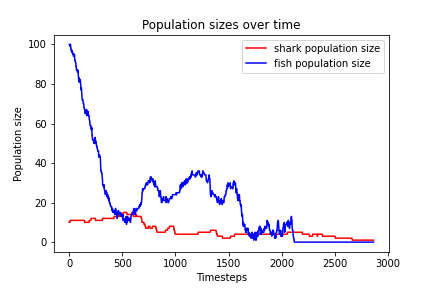 Population sizes over time
shark population size
fish population size
Population size
100
80
60
40
20
0
0 500 1000 1500 2000 2500 3000
Timesteps